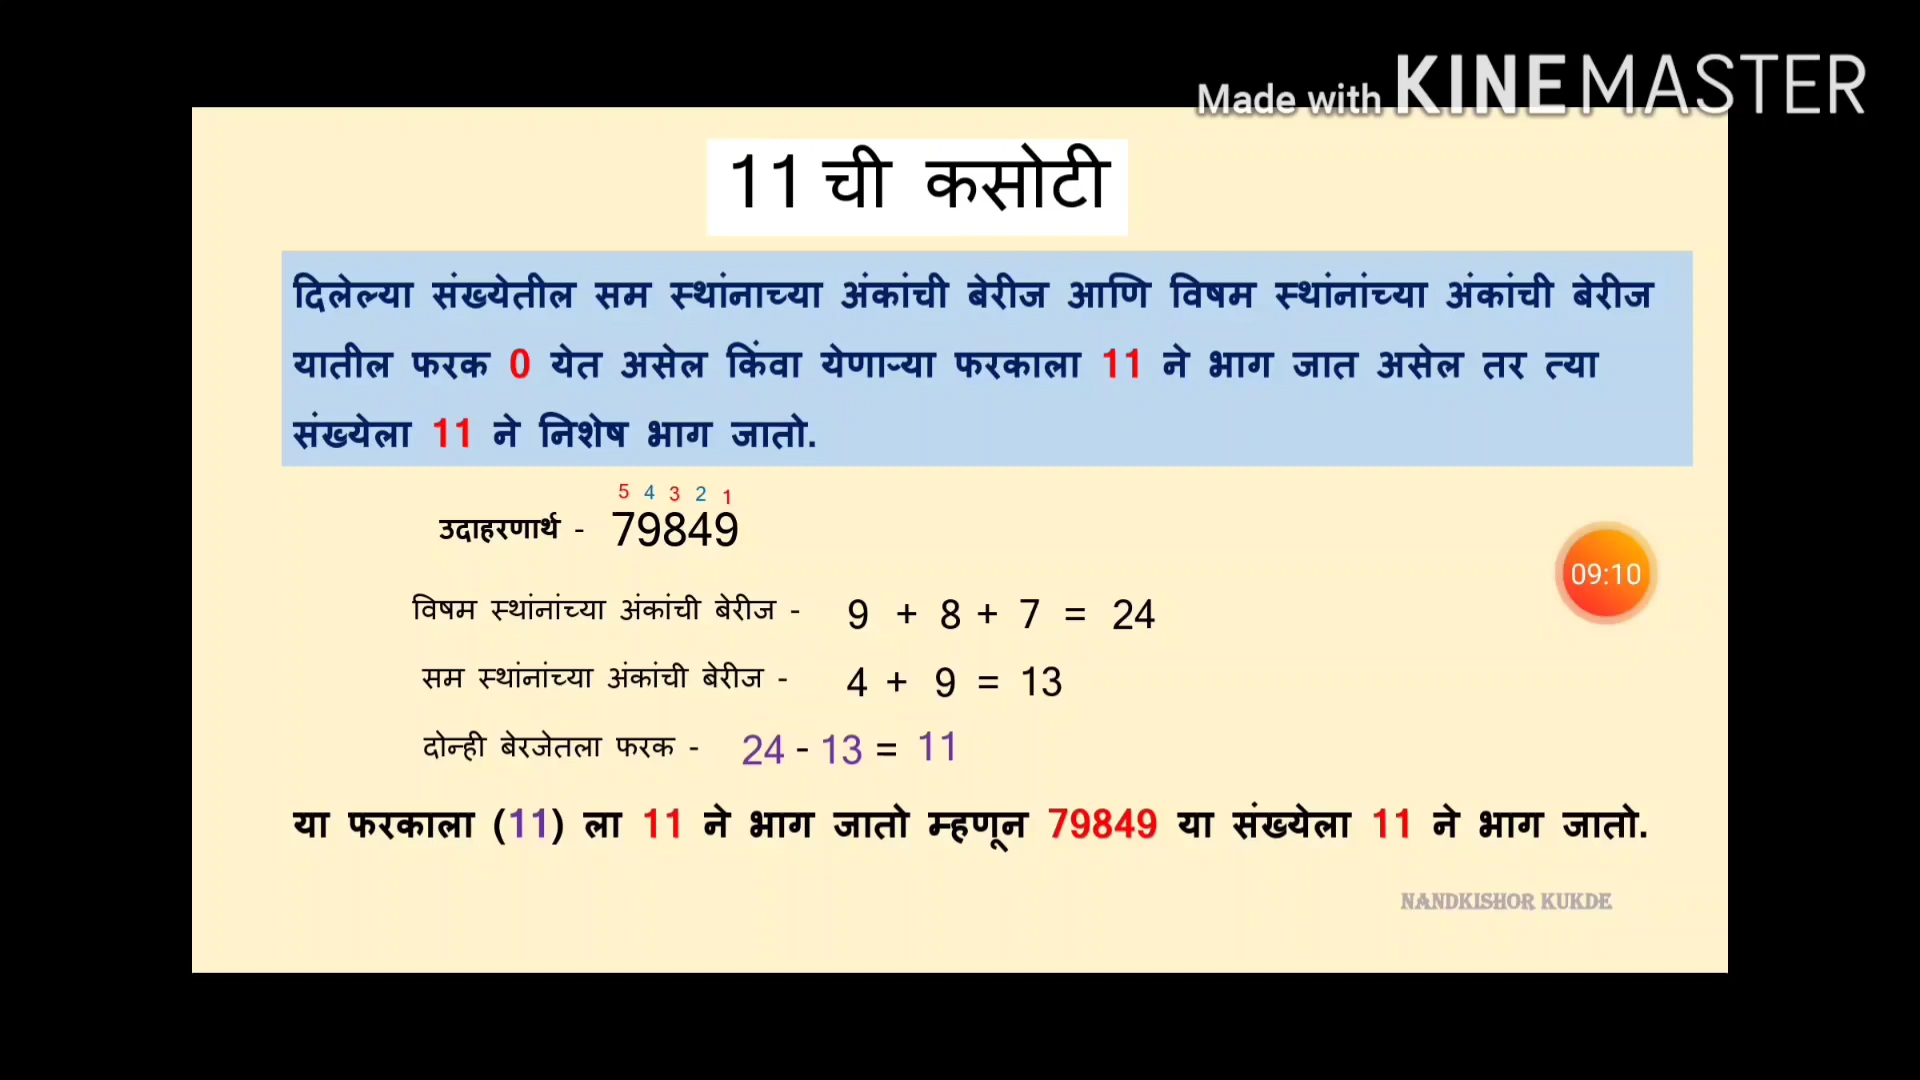 Made with KINEMASTER
11 ची कसोटी
दिलेल्या संख्येतील सम स्थांनाच्या अंकांची बेरीज आणि विषम स्थांनांच्या अंकांची बेरीज
यातील फरक 0 येत असेल किंवा येणाऱ्या फरकाला 11 ने भाग जात असेल तर त्या
संख्येला 11 ने निशेष भाग जातो.
5 4 3 2 1
उदाहरणार्थ - 79849
विषम स्थांनांच्या अंकांची बेरीज - 9 + 8 + 7 = 24
09:10
सम स्थांनांच्या अंकांची बेरीज - 4 + 9 = 13
दोन्ही बेरजेतला फरक - 24 - 13 = 11
या फरकाला (11) ला 11 ने भाग जातो म्हणून 79849 या संख्येला 11 ने भाग जातो.
NANDKISHOR KUKDE